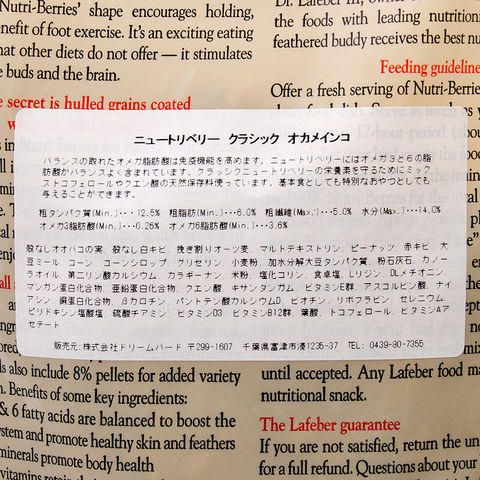 Nutri-Berries' shape encourages holding,
benefit of foot exercise. It's an exciting eating
that other diets do not offer — it stimulates
e buds and the brain.
e secret is hulled grains coated
Dr. Lafeber III, owner
the foods with leading nutrition
feathered buddy receives the best nu
Feeding guideline
Offer a fresh serving of Nutri-Berries
ニュートリベリー クラシック オカメインコ
バランスの取れたオメガ脂肪酸は免疫機能を高めます。ニュートリベリーにはオメガ3と6の脂
肪酸がバランスよく含まれています。クラシックニュートリベリーの栄養素を守るためにミック
ストコフェロールやクエン酸の天然保存料使っています。基本食としても特別なおやつとしても
与えることができます。
粗タンパク質(Min.)・・・12.5% 粗脂肪(Min.)・・・6.0% 粗繊維(Max.)・・・5.0% 水分(Max.)・・・14.0%
オメガ3脂肪酸(Min.)・・・0.26% オメガ6脂肪酸(Min.)・・・3.6%
殻なしオオハコの実、殻なし白キビ、挽き割りオーツ麦、マルトデキストリン、ピーナッツ、赤キビ、大
豆ミール、コーン、コーンシロップ、グリセリン、小麦粉、加水分解大豆タンパク質、粉石灰石、カノー
ラオイル、第二リン酸カルシウム、カラギーナン、米粉、塩化コリン、食卓塩、Lリジン、DLメチオニン、
マンガン蛋白化合物、亜鉛蛋白化合物、クエン酸、キサンタンガム、ビタミンE群、アスコルビン酸、ナイ
アシン、銅蛋白化合物、βカロチン、パントテン酸カルシウムD、ビオチン、リボフラビン、セレニウム、
ピリドキシン塩酸塩、硫酸チアミン、ビタミンD3、ビタミンB12群、葉酸、トコフェロール、ビタミンAア
セテート
販売元:株式会社ドリームバード 〒299-1607 千葉県富津市湊1235-37 TEL 0439-80-7355
ls also include 8% pellets for added variety
n. Benefits of some key ingredients:
& 6 fatty acids are balanced to boost the
system and promote healthy skin and feathers
minerals promote body health
vitamins retain their
until accepted. Any Lafeber food ma
nutritional snack.
The Lafeber guarantee
If you are not satisfied, return the un
for a full refund. Questions about your